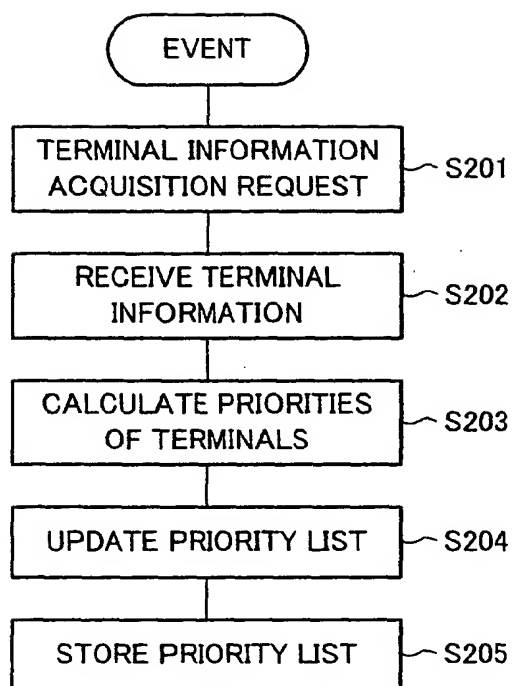 EVENT
TERMINAL INFORMATION
ACQUISITION REQUEST
S201
RECEIVE TERMINAL
INFORMATION
S202
CALCULATE PRIORITIES
OF TERMINALS
S203
UPDATE PRIORITY LIST
S204
STORE PRIORITY LIST
S205